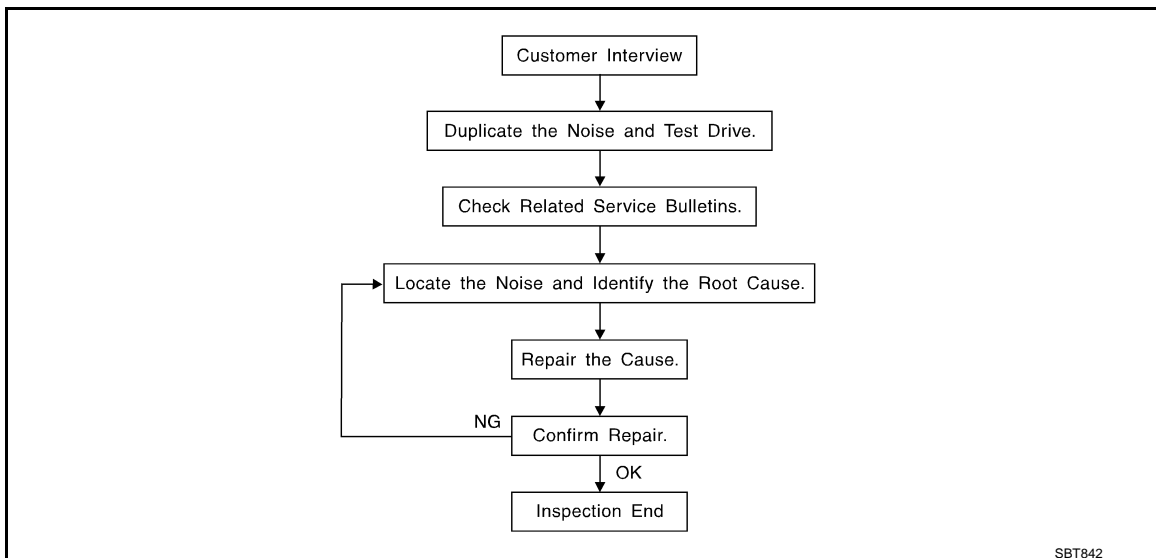 Customer Interview
Duplicate the Noise and Test Drive.
Check Related Service Bulletins.
Locate the Noise and Identify the Root Cause.
Repair the Cause.
NG
Confirm Repair.
OK
Inspection End
SBT842